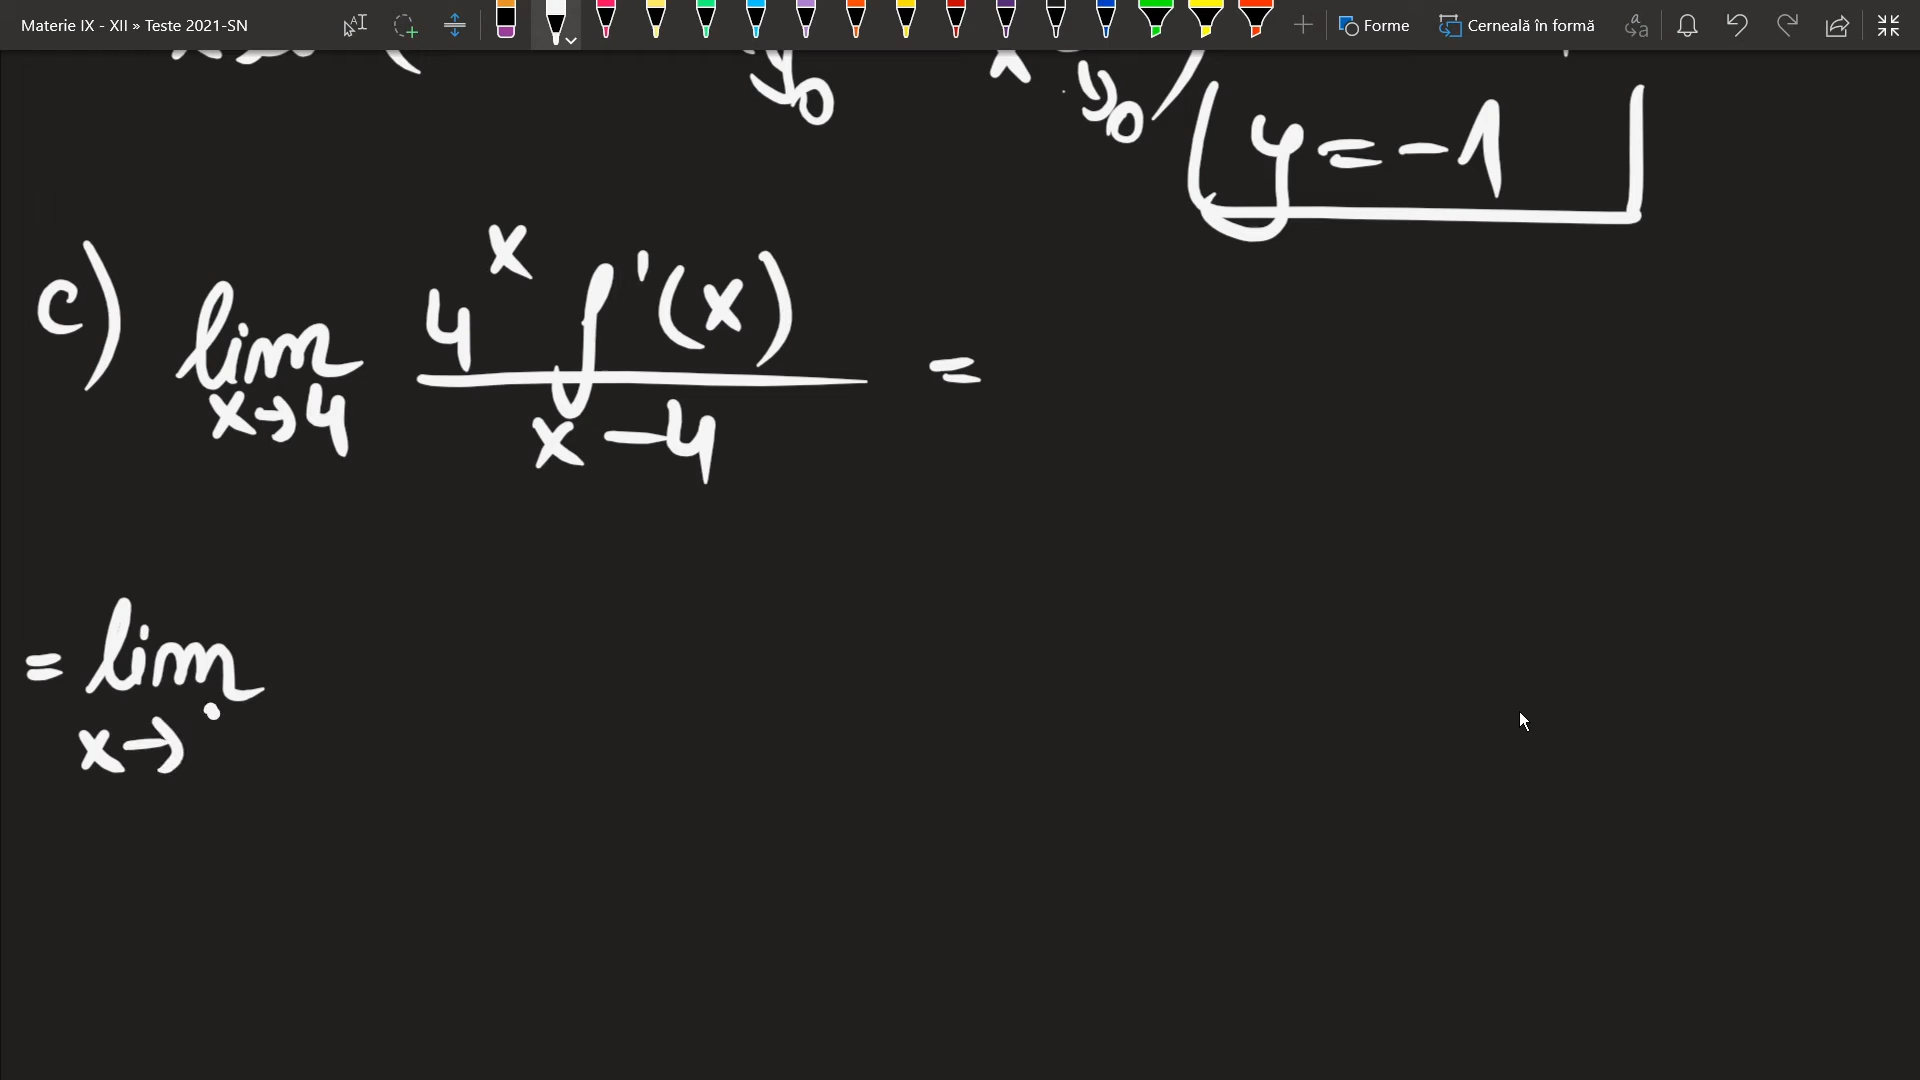 Materie IX - XII » Teste 2021-SN
Forme
Cerneală în formă
y = -1
c) lim x→4 4^x f'(x) / x-4 =
= lim x→